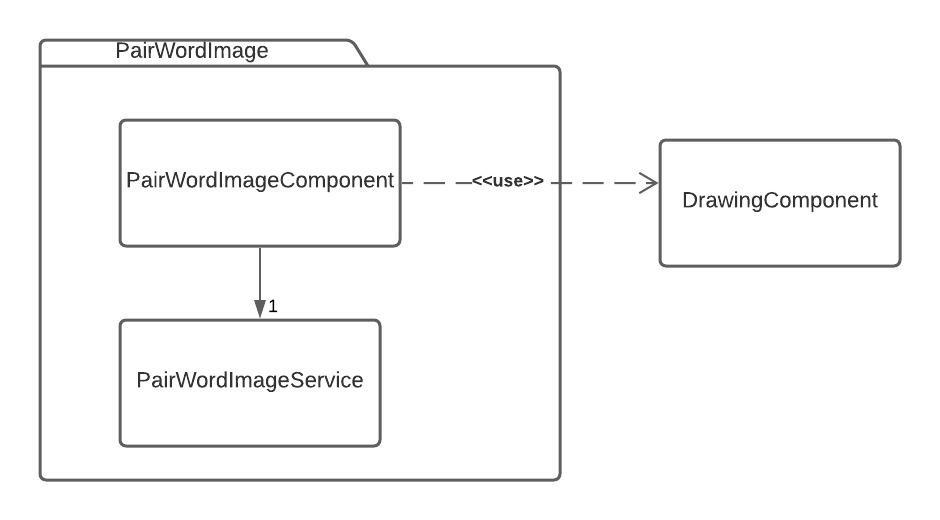 PairWordImage
PairWordImageComponent
<<use>>
DrawingComponent
1
PairWordImageService